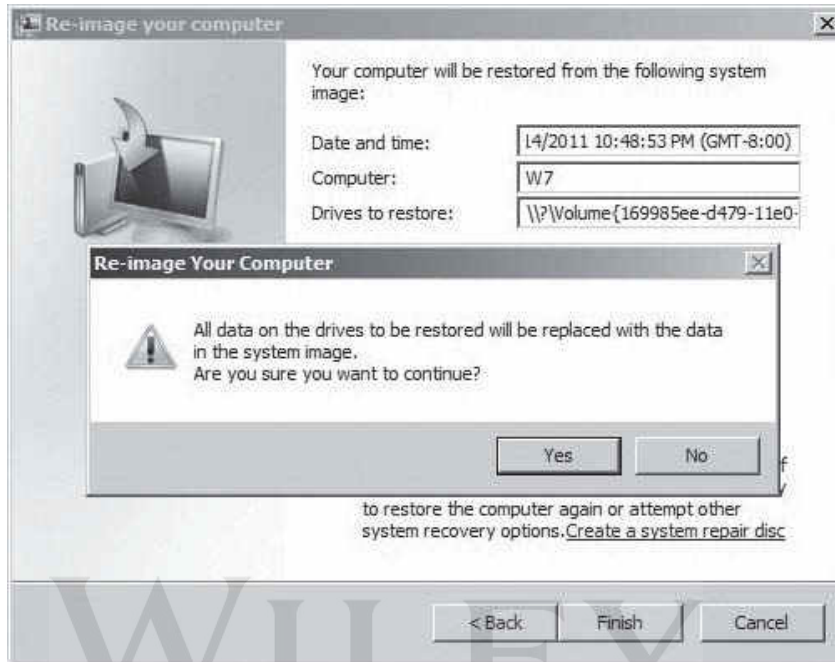 Re-image your computer
Your computer will be restored from the following system
image:
Date and time:
14/2011 10:48:53 PM (GMT-8:00)
Computer:
W7
Drives to restore:
\\?\Volume{169985ee-d479-11e0-
Re-image Your Computer
All data on the drives to be restored will be replaced with the data
in the system image.
Are you sure you want to continue?
Yes
No
to restore the computer again or attempt other
system recovery options.Create a system repair disc
< Back
Finish
Cancel
WILEY